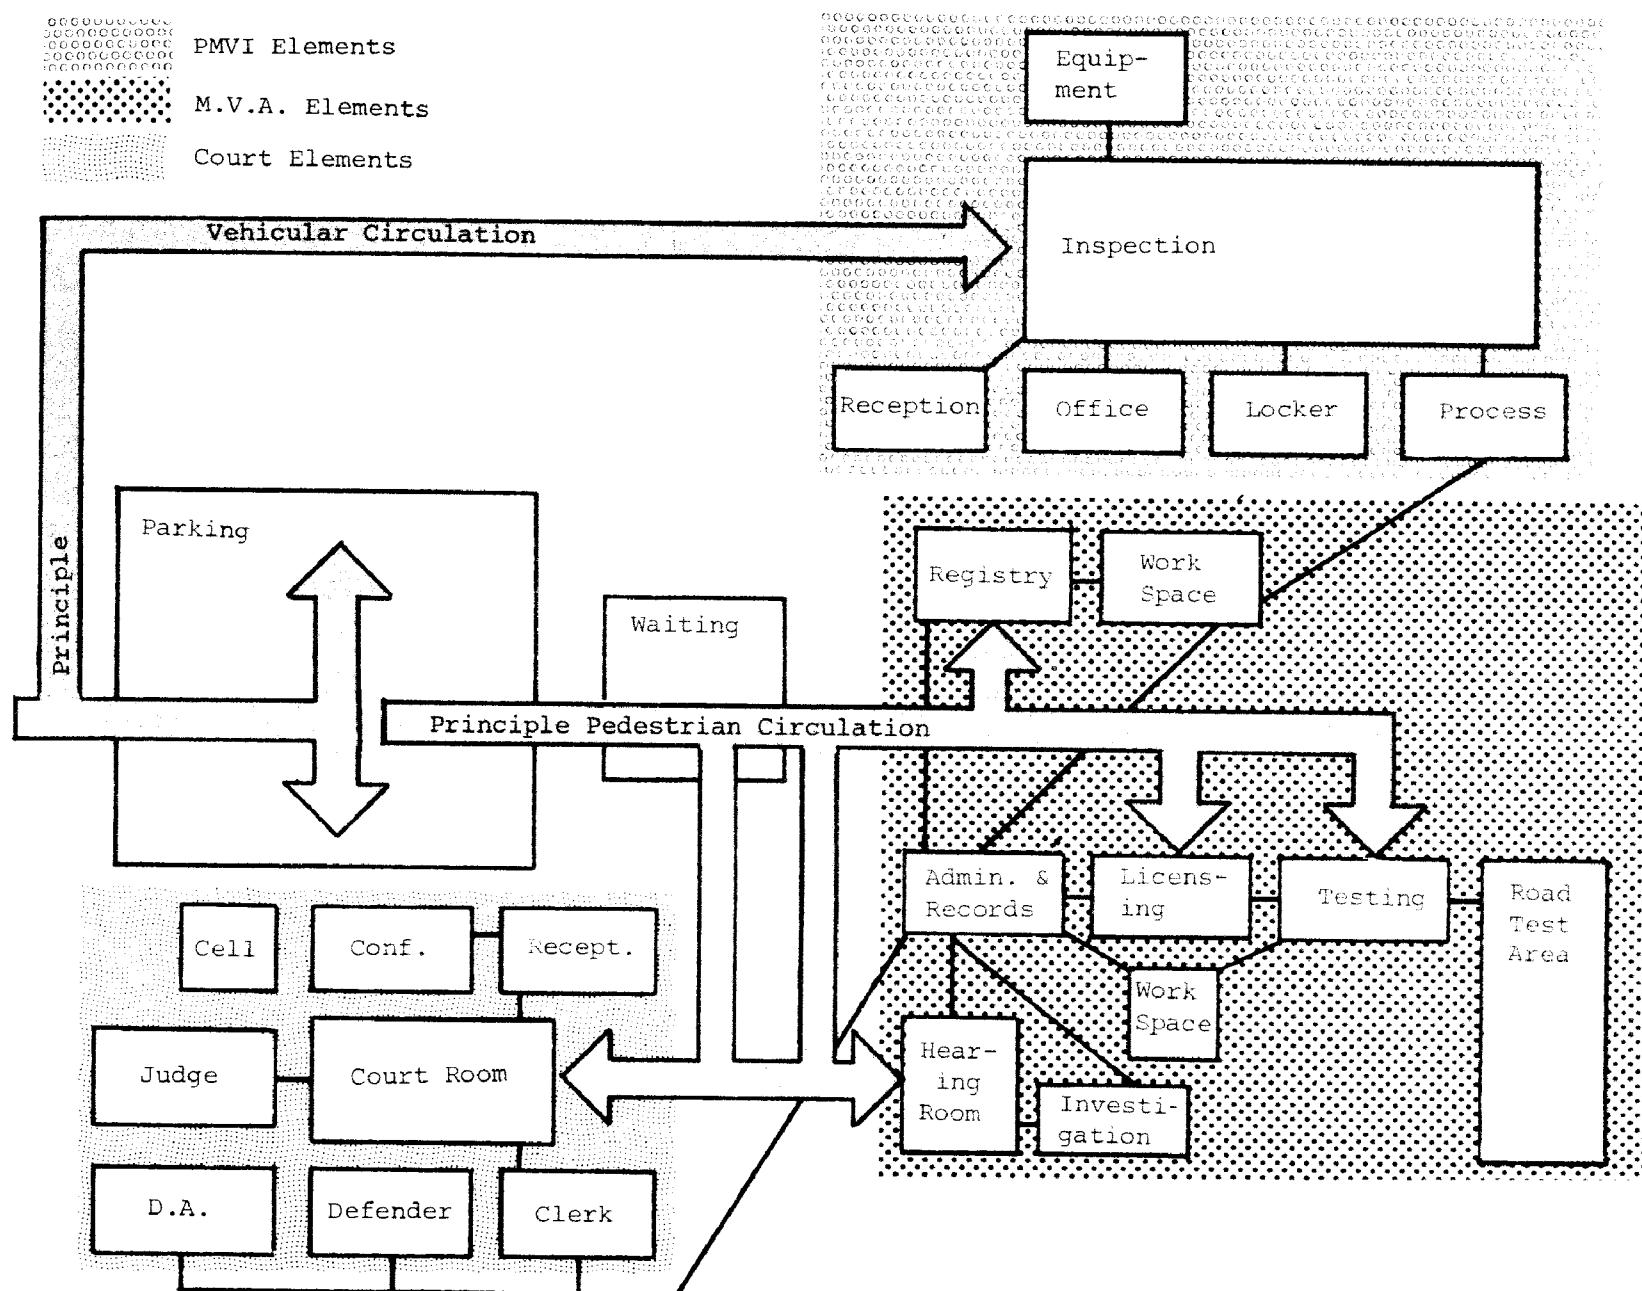 PMVI Elements
M.V.A. Elements
Court Elements
Equip-
ment
Vehicular Circulation
Inspection
Reception
Office
Locker
Process
Principle
Parking
Registry
Work
Space
Waiting
Principle Pedestrian Circulation
Admin. &
Records
Licens-
ing
Testing
Road
Test
Area
Cell
Conf.
Recept.
Work
Space
Judge
Court Room
Hear-
ing
Room
Investi-
gation
D.A.
Defender
Clerk